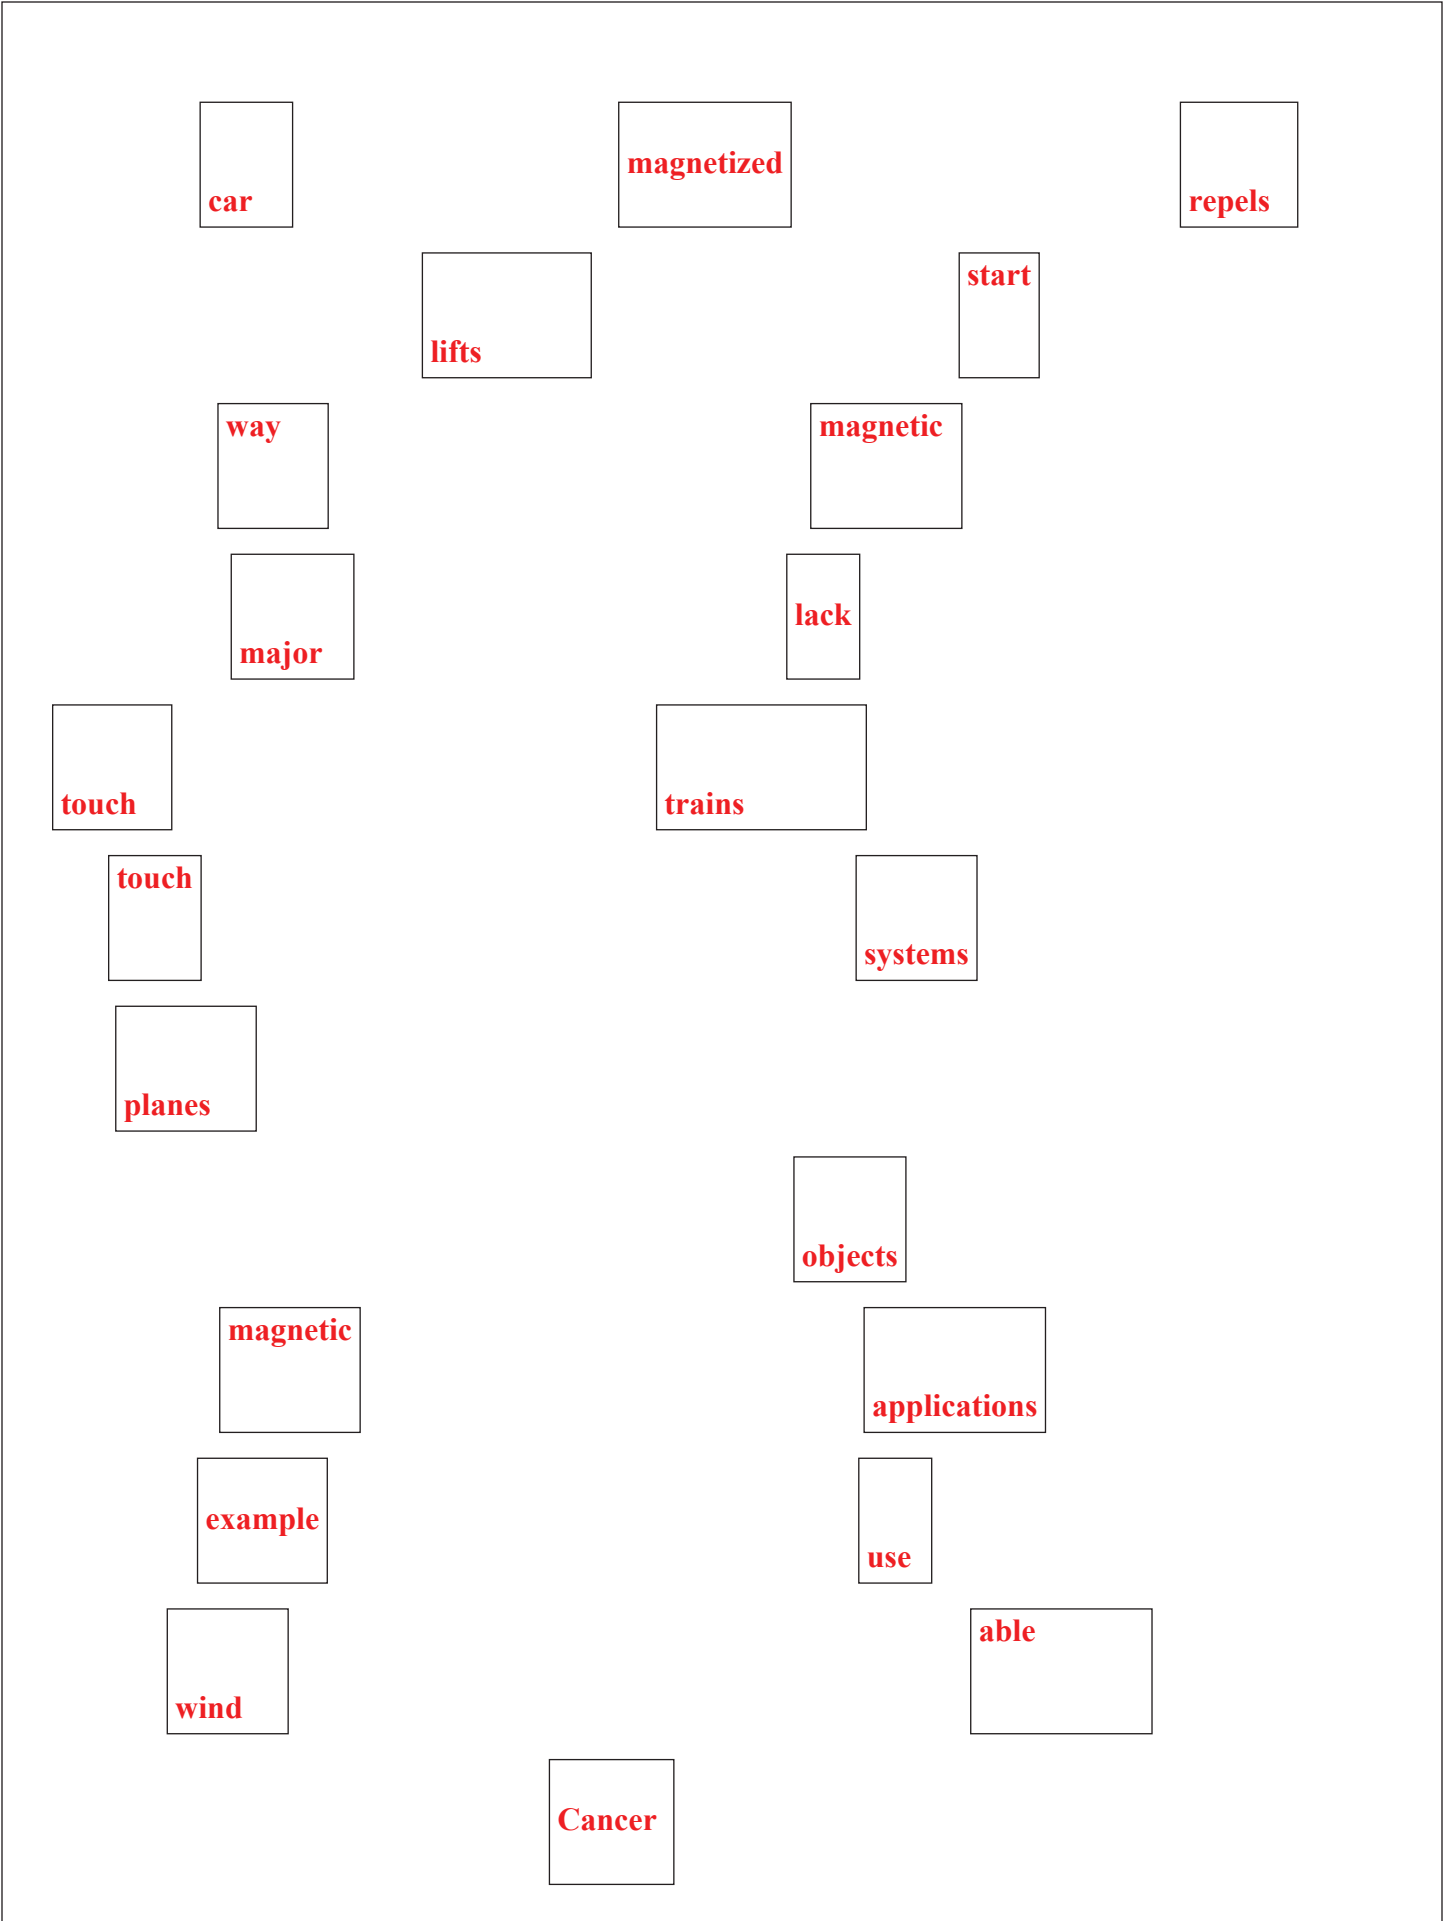 car magnetized repels
lifts start
way magnetic
major lack
touch trains
touch systems
planes
objects
magnetic applications
example use
wind able
Cancer